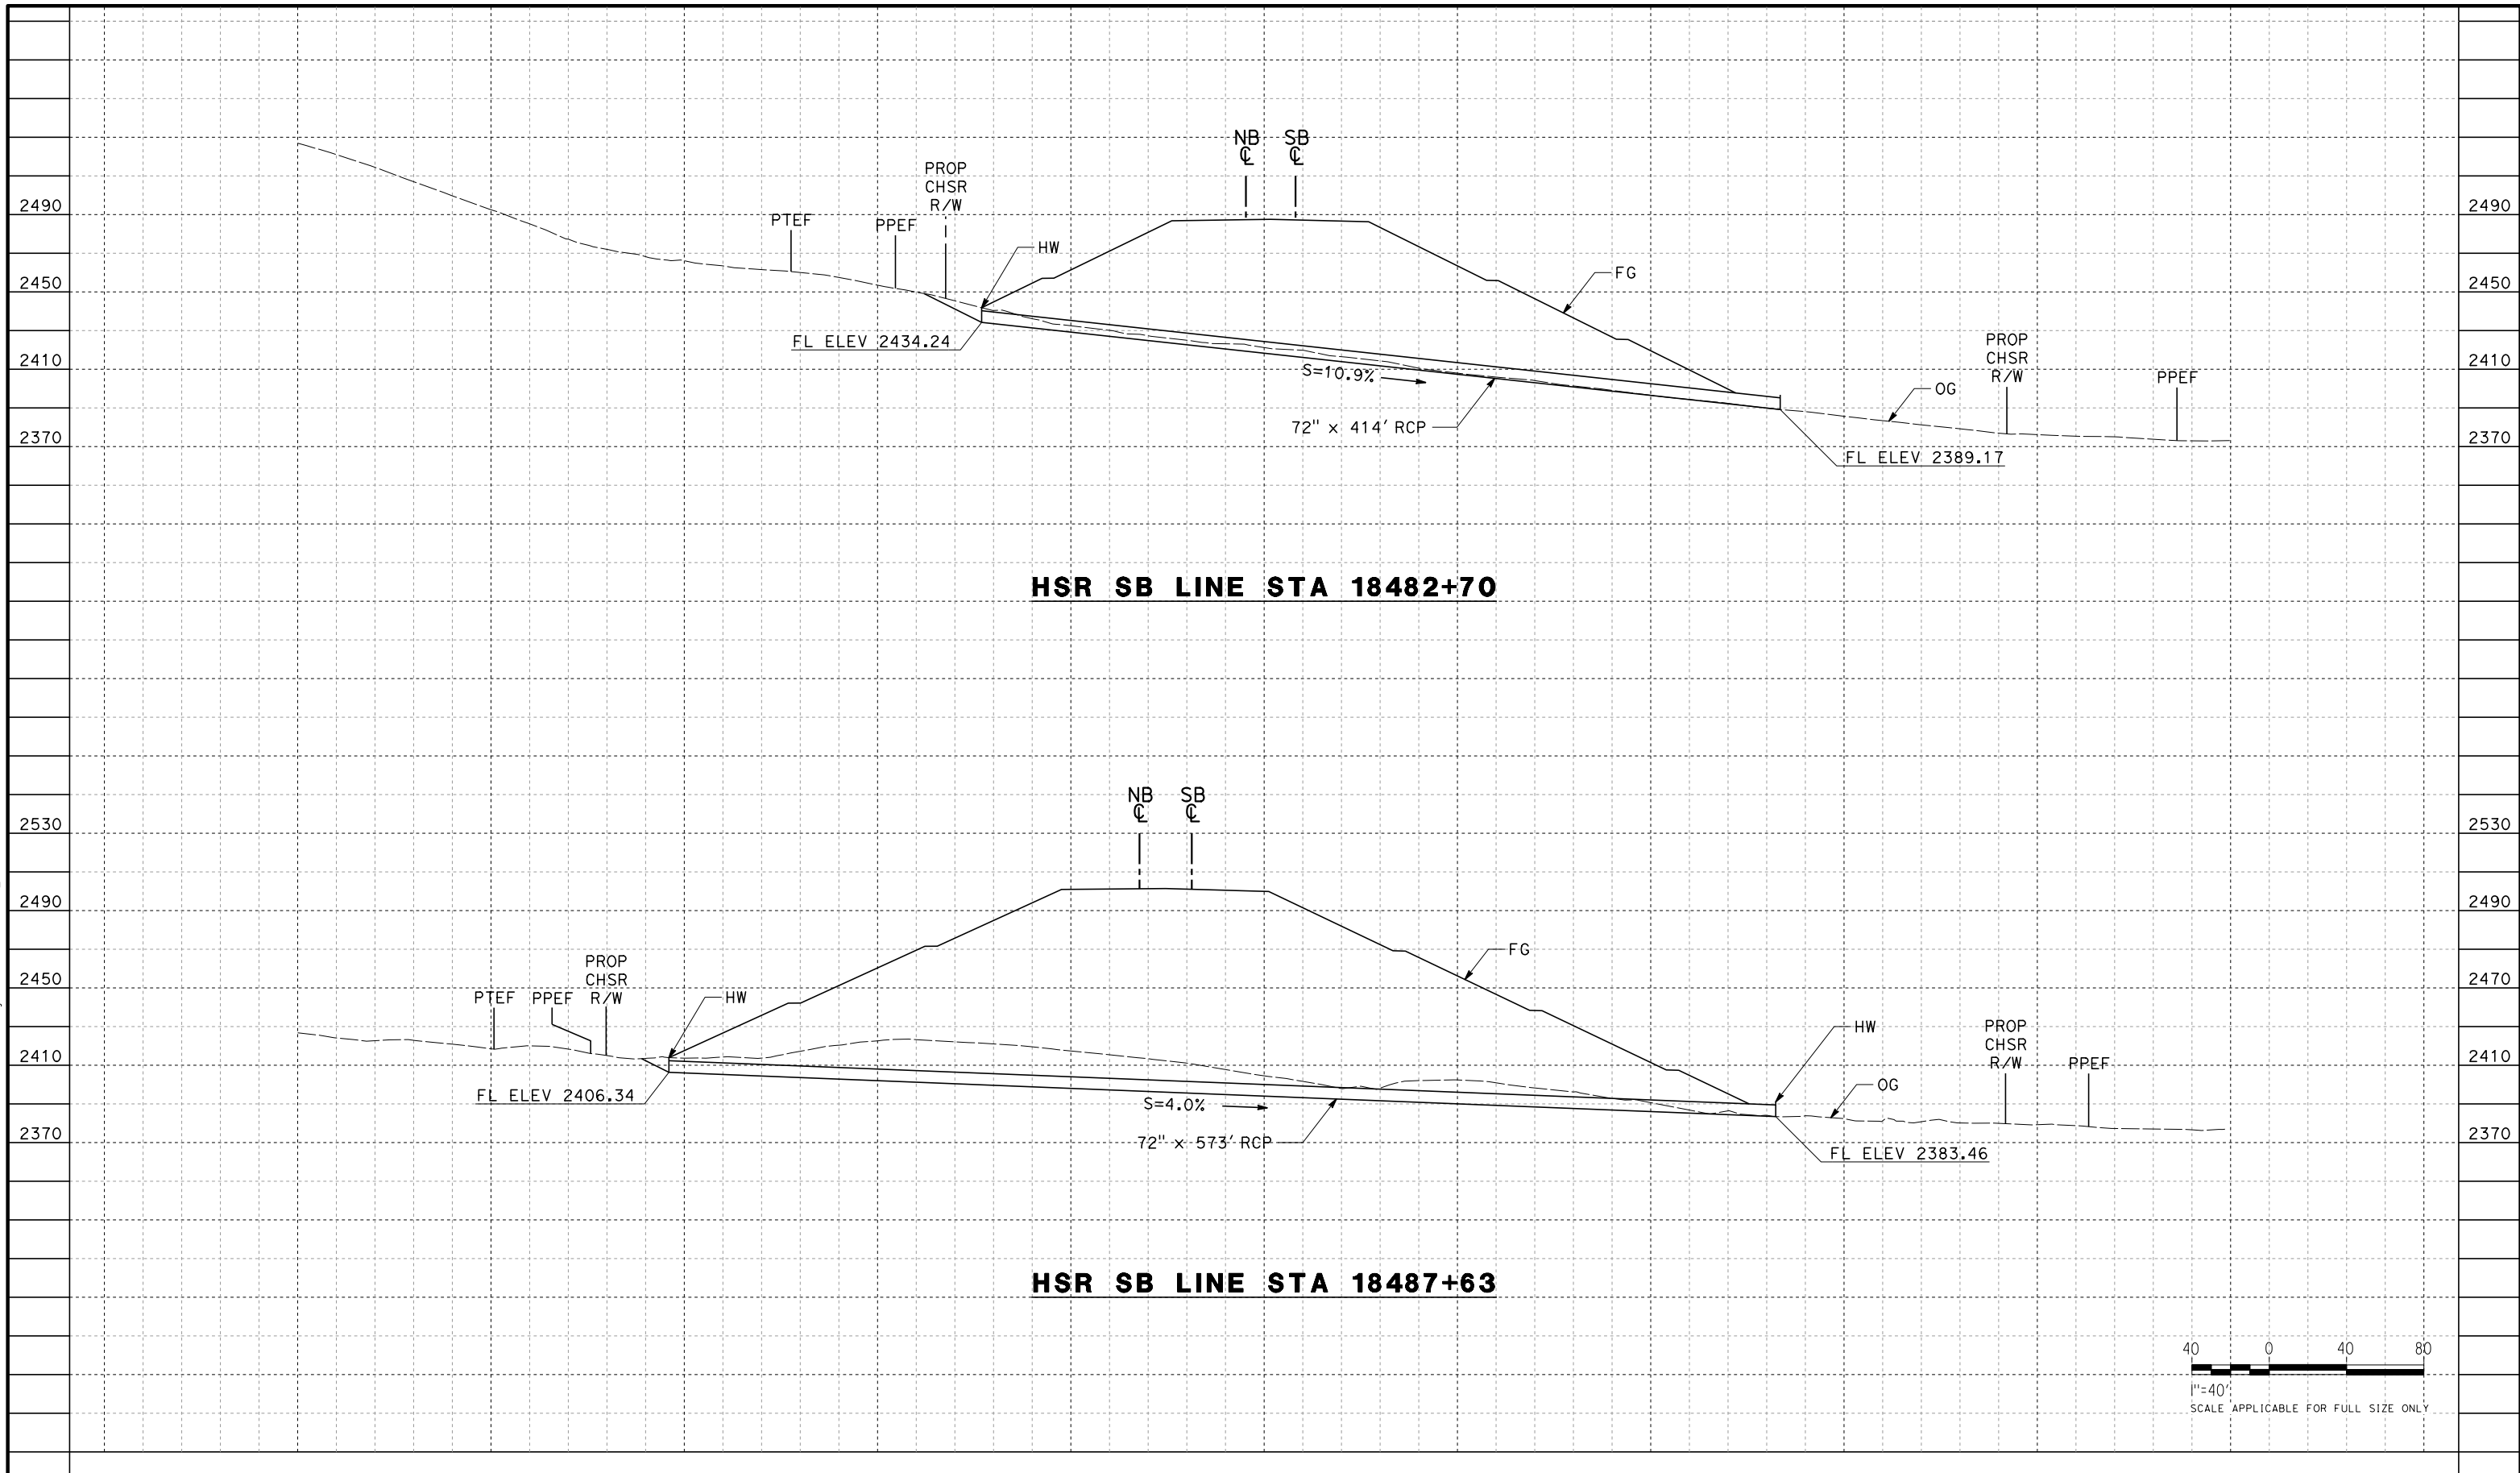 NB SB
℄ ℄
PROP
CHSR
R/W
PTEF
PPEF
HW
FG
2490
2490
2450
2450
FL ELEV 2434.24
2410
2410
S=10.9%
72" x 414' RCP
PROP
CHSR
R/W
PPEF
OG
2370
2370
FL ELEV 2389.17
HSR SB LINE STA 18482+70
NB SB
℄ ℄
2530
2530
2490
2490
FG
PROP
CHSR
R/W
PTEF
PPEF
HW
2450
2470
HW
PROP
CHSR
R/W
PPEF
2410
2410
FL ELEV 2406.34
S=4.0%
OG
72" x 573' RCP
2370
2370
FL ELEV 2383.46
HSR SB LINE STA 18487+63
40 0 40 80
1"=40'
SCALE APPLICABLE FOR FULL SIZE ONLY